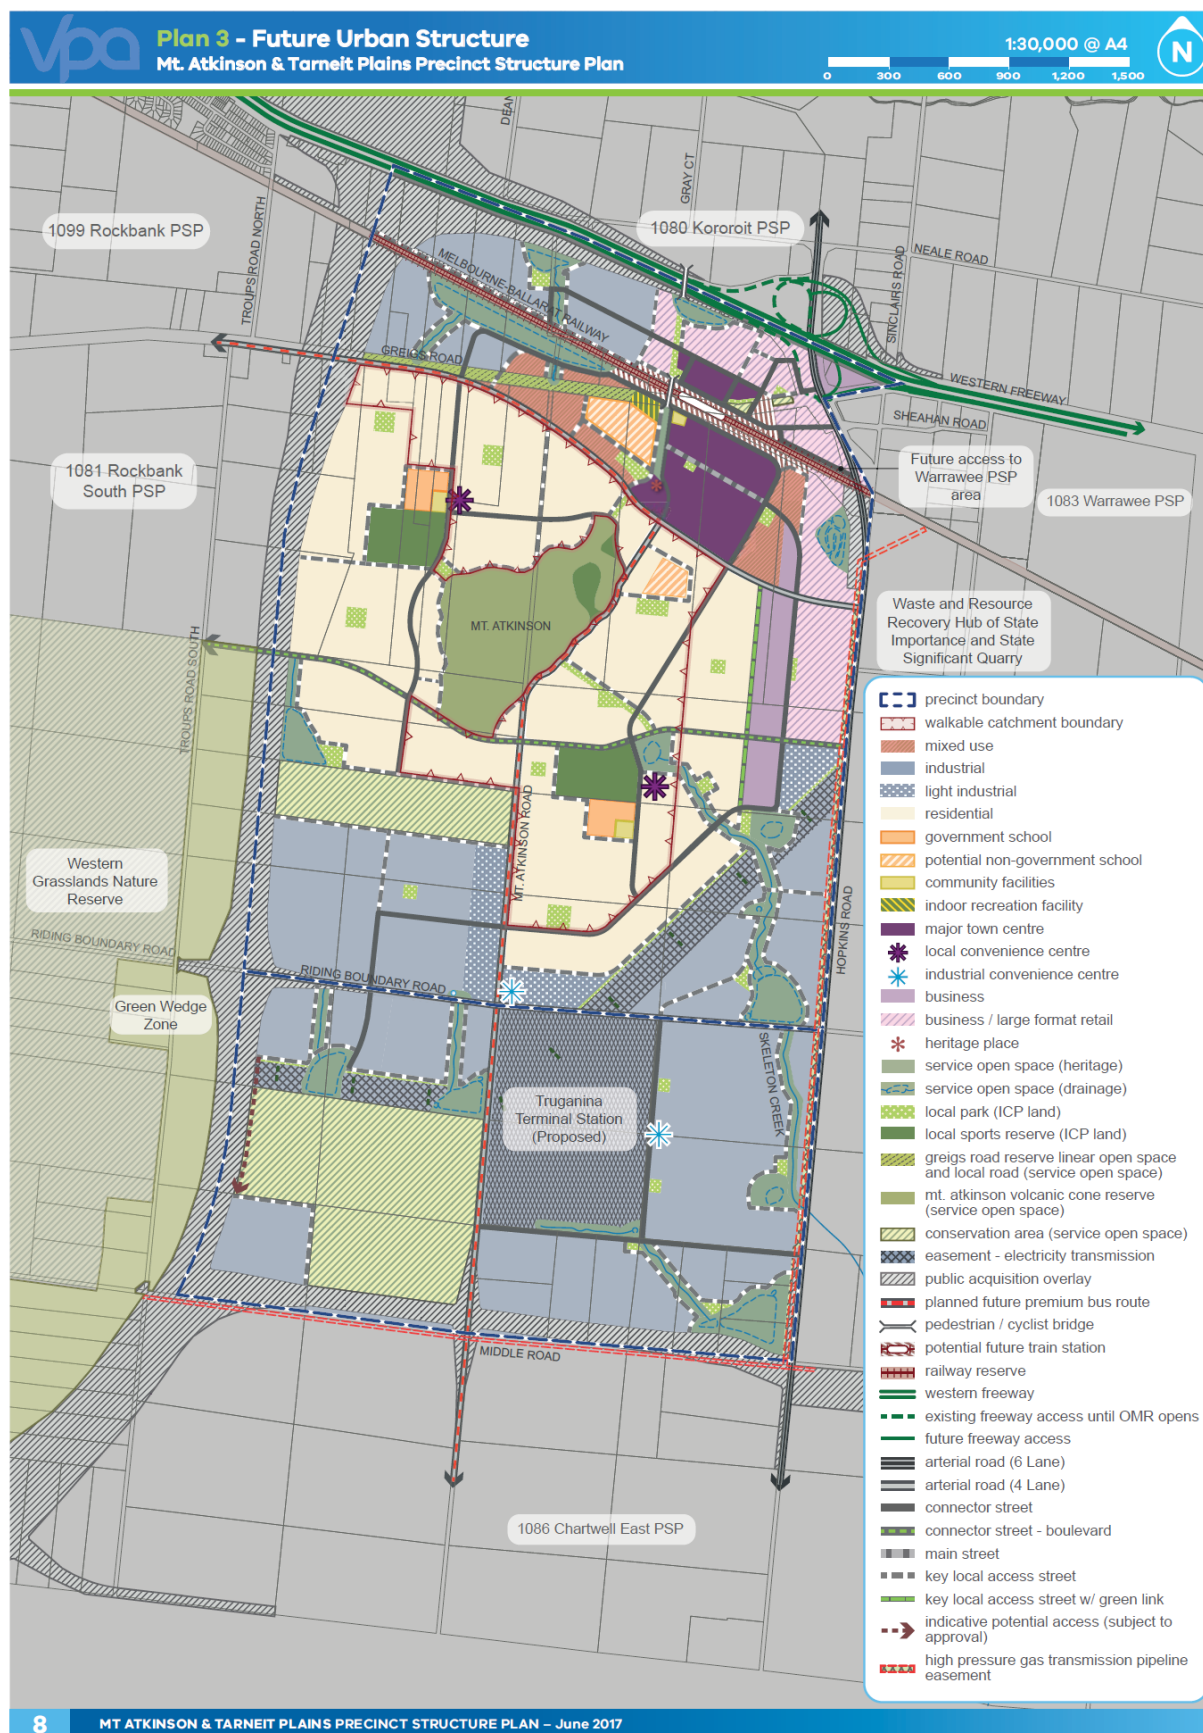 vpa
Plan 3 - Future Urban Structure
Mt. Atkinson & Tarneit Plains Precinct Structure Plan
1:30,000 @ A4
0 300 600 900 1,200 1,500
N
DEAN
GRAY CT
TROUPS ROAD NORTH
1099 Rockbank PSP
1080 Kororoit PSP
NEALE ROAD
SINCLAIRS ROAD
MELBOURNE-BALLARAT RAILWAY
GREIGS ROAD
WESTERN FREEWAY
SHEAHAN ROAD
1081 Rockbank
South PSP
Future access to
Warrawee PSP
area
1083 Warrawee PSP
MT. ATKINSON
Waste and Resource
Recovery Hub of State
Importance and State
Significant Quarry
TROUPS ROAD SOUTH
MT. ATKINSON ROAD
Western
Grasslands Nature
Reserve
RIDING BOUNDARY ROAD
RIDING BOUNDARY ROAD
HOPKINS ROAD
Green Wedge
Zone
SKELETON CREEK
Truganina
Terminal Station
(Proposed)
MIDDLE ROAD
1086 Chartwell East PSP
precinct boundary
walkable catchment boundary
mixed use
industrial
light industrial
residential
government school
potential non-government school
community facilities
indoor recreation facility
major town centre
local convenience centre
industrial convenience centre
business
business / large format retail
heritage place
service open space (heritage)
service open space (drainage)
local park (ICP land)
local sports reserve (ICP land)
greigs road reserve linear open space
and local road (service open space)
mt. atkinson volcanic cone reserve
(service open space)
conservation area (service open space)
easement - electricity transmission
public acquisition overlay
planned future premium bus route
pedestrian / cyclist bridge
potential future train station
railway reserve
western freeway
existing freeway access until OMR opens
future freeway access
arterial road (6 Lane)
arterial road (4 Lane)
connector street
connector street - boulevard
main street
key local access street
key local access street w/ green link
indicative potential access (subject to
approval)
high pressure gas transmission pipeline
easement
8 MT ATKINSON & TARNEIT PLAINS PRECINCT STRUCTURE PLAN – June 2017